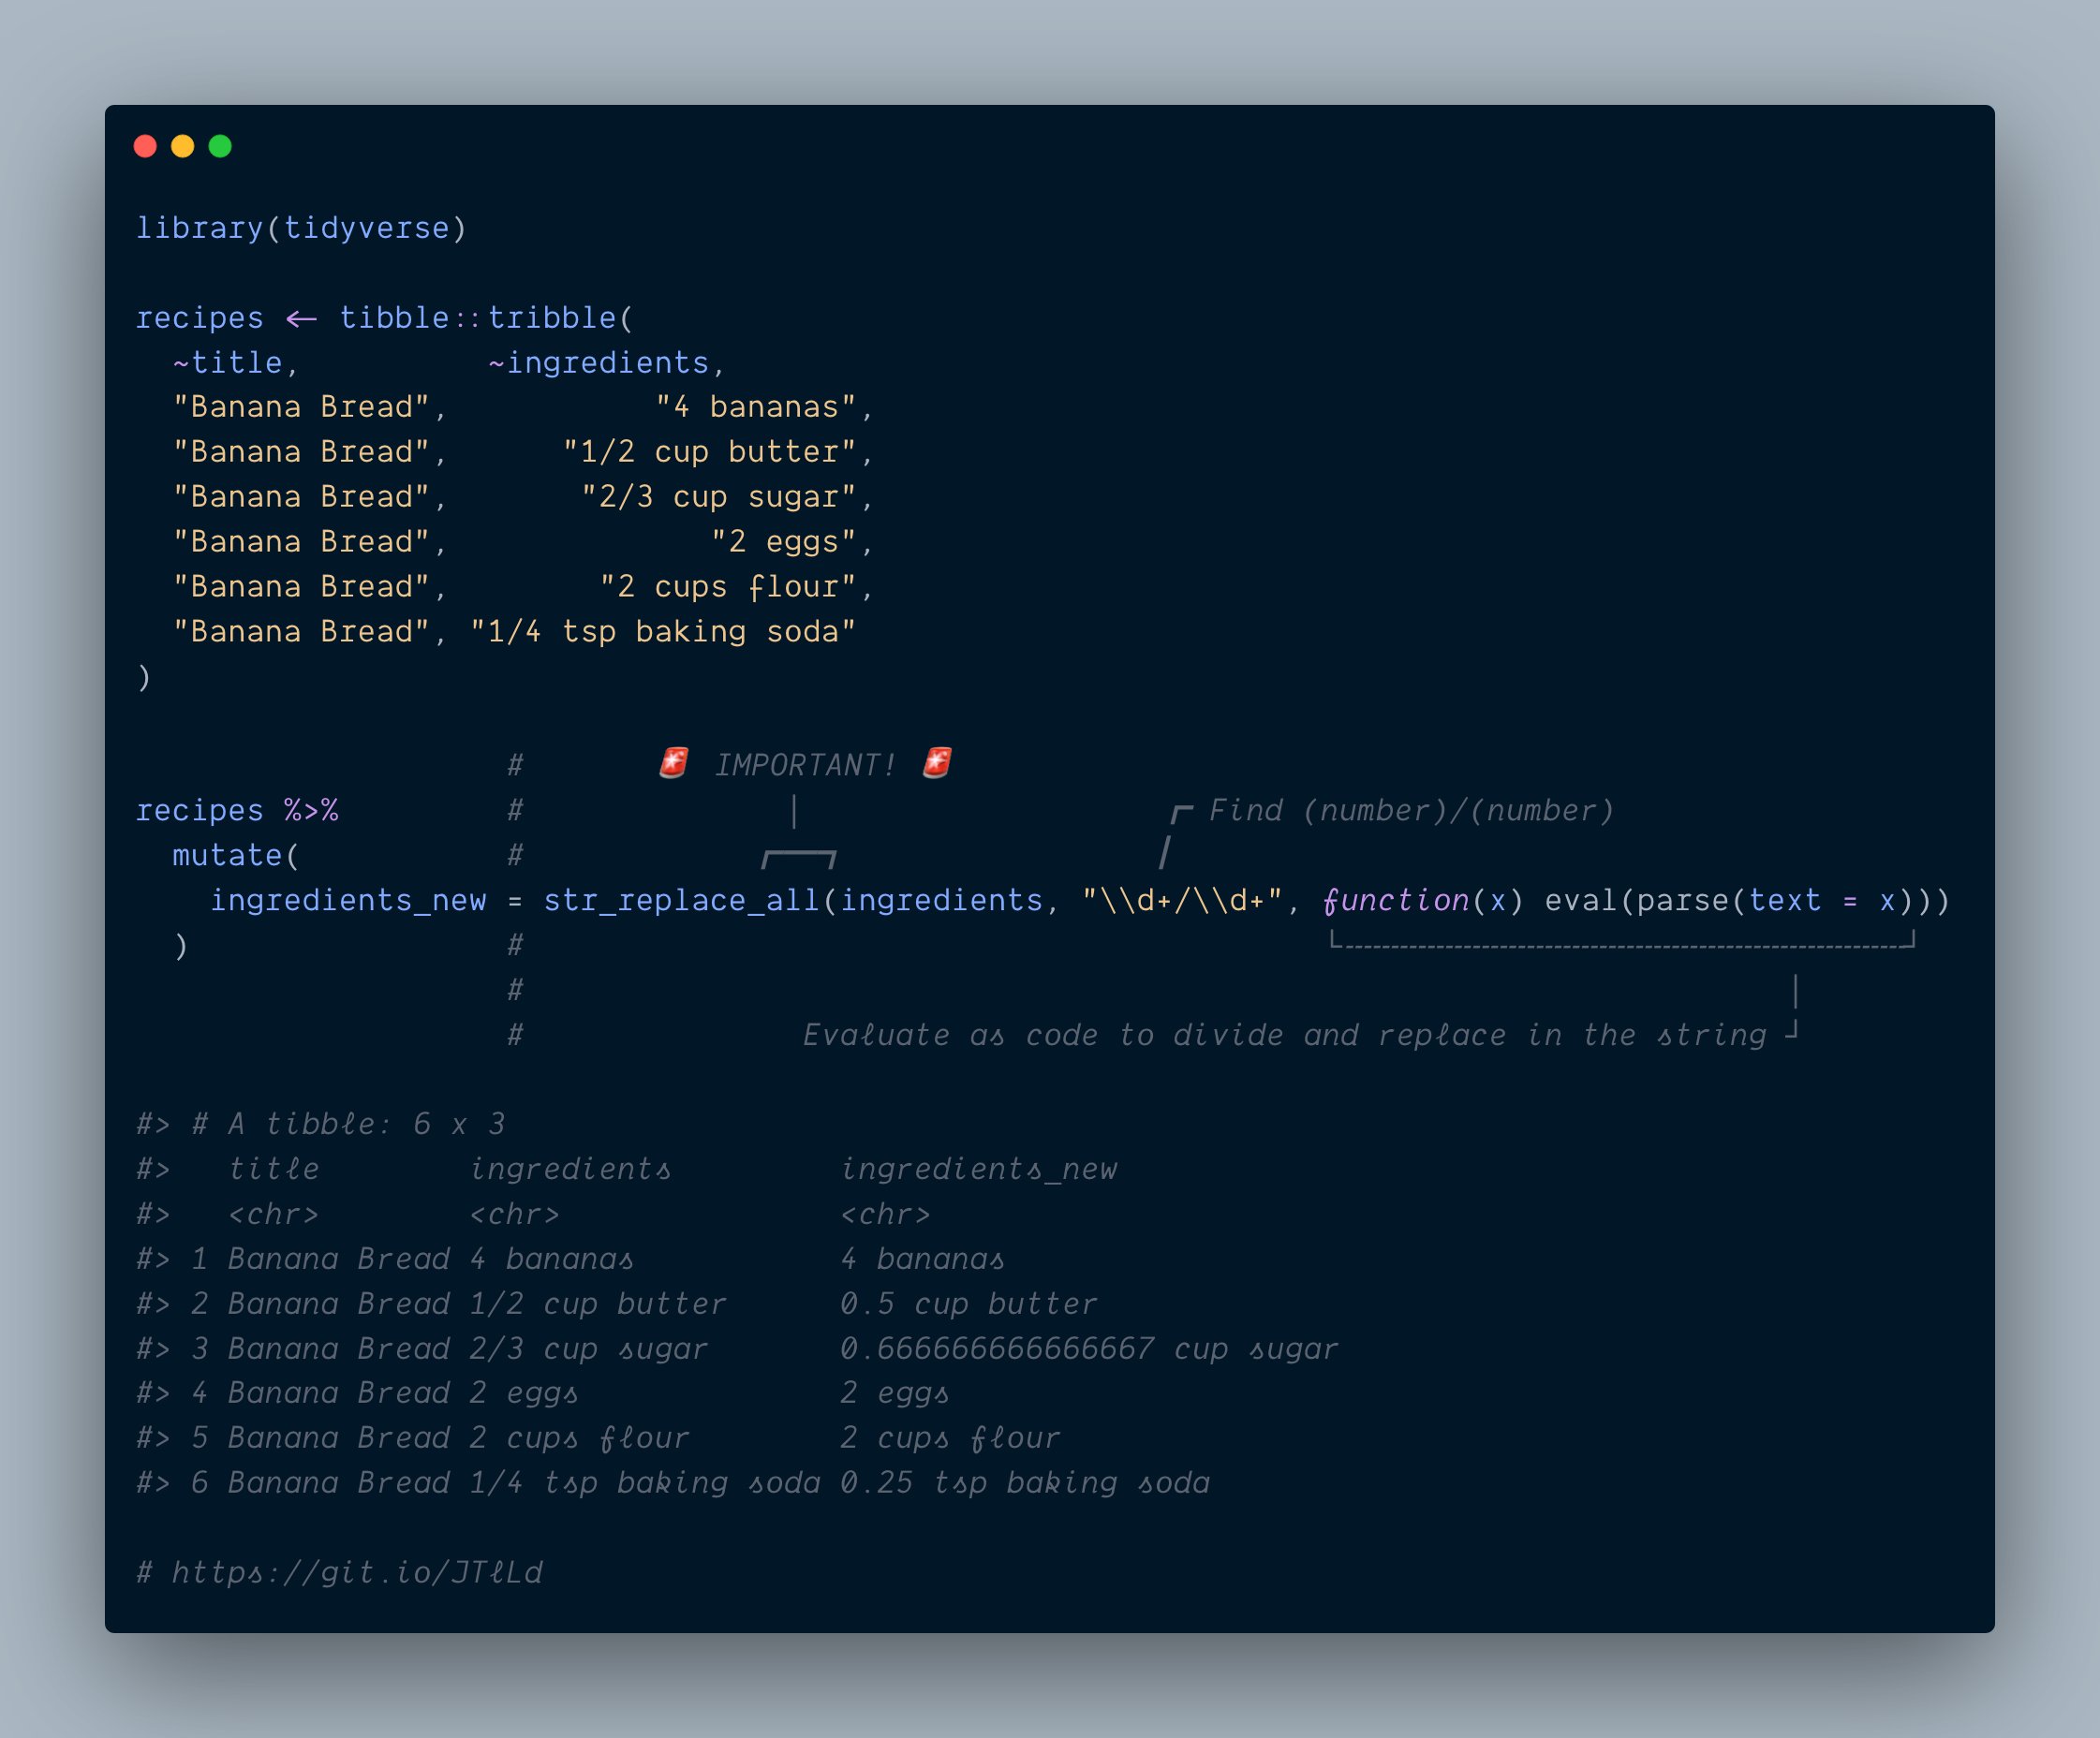 library(tidyverse)
recipes <- tibble::tribble(
~title, ~ingredients,
"Banana Bread", "4 bananas",
"Banana Bread", "1/2 cup butter",
"Banana Bread", "2/3 cup sugar",
"Banana Bread", "2 eggs",
"Banana Bread", "2 cups flour",
"Banana Bread", "1/4 tsp baking soda"
)
# 🚨 IMPORTANT! 🚨
recipes %>% # │ ┌─ Find (number)/(number)
mutate( # ┌───┐ │
ingredients_new = str_replace_all(ingredients, "\\d+/\\d+", function(x) eval(parse(text = x)))
) # └------------------------------┘
# │
# Evaluate as code to divide and replace in the string ┘
#> # A tibble: 6 x 3
#> title ingredients ingredients_new
#> <chr> <chr> <chr>
#> 1 Banana Bread 4 bananas 4 bananas
#> 2 Banana Bread 1/2 cup butter 0.5 cup butter
#> 3 Banana Bread 2/3 cup sugar 0.666666666666667 cup sugar
#> 4 Banana Bread 2 eggs 2 eggs
#> 5 Banana Bread 2 cups flour 2 cups flour
#> 6 Banana Bread 1/4 tsp baking soda 0.25 tsp baking soda
# https://git.io/JTlLd